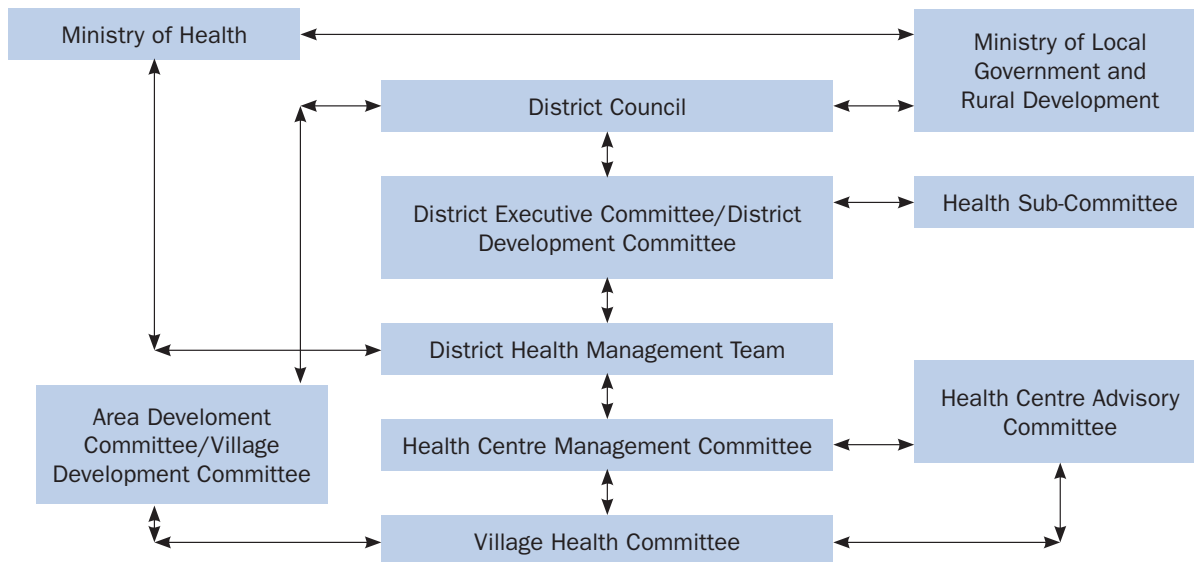 Ministry of Health
Ministry of Local
Government and
Rural Development
District Council
District Executive Committee/District
Development Committee
Health Sub-Committee
District Health Management Team
Area Develoment
Committee/Village
Development Committee
Health Centre Management Committee
Health Centre Advisory
Committee
Village Health Committee